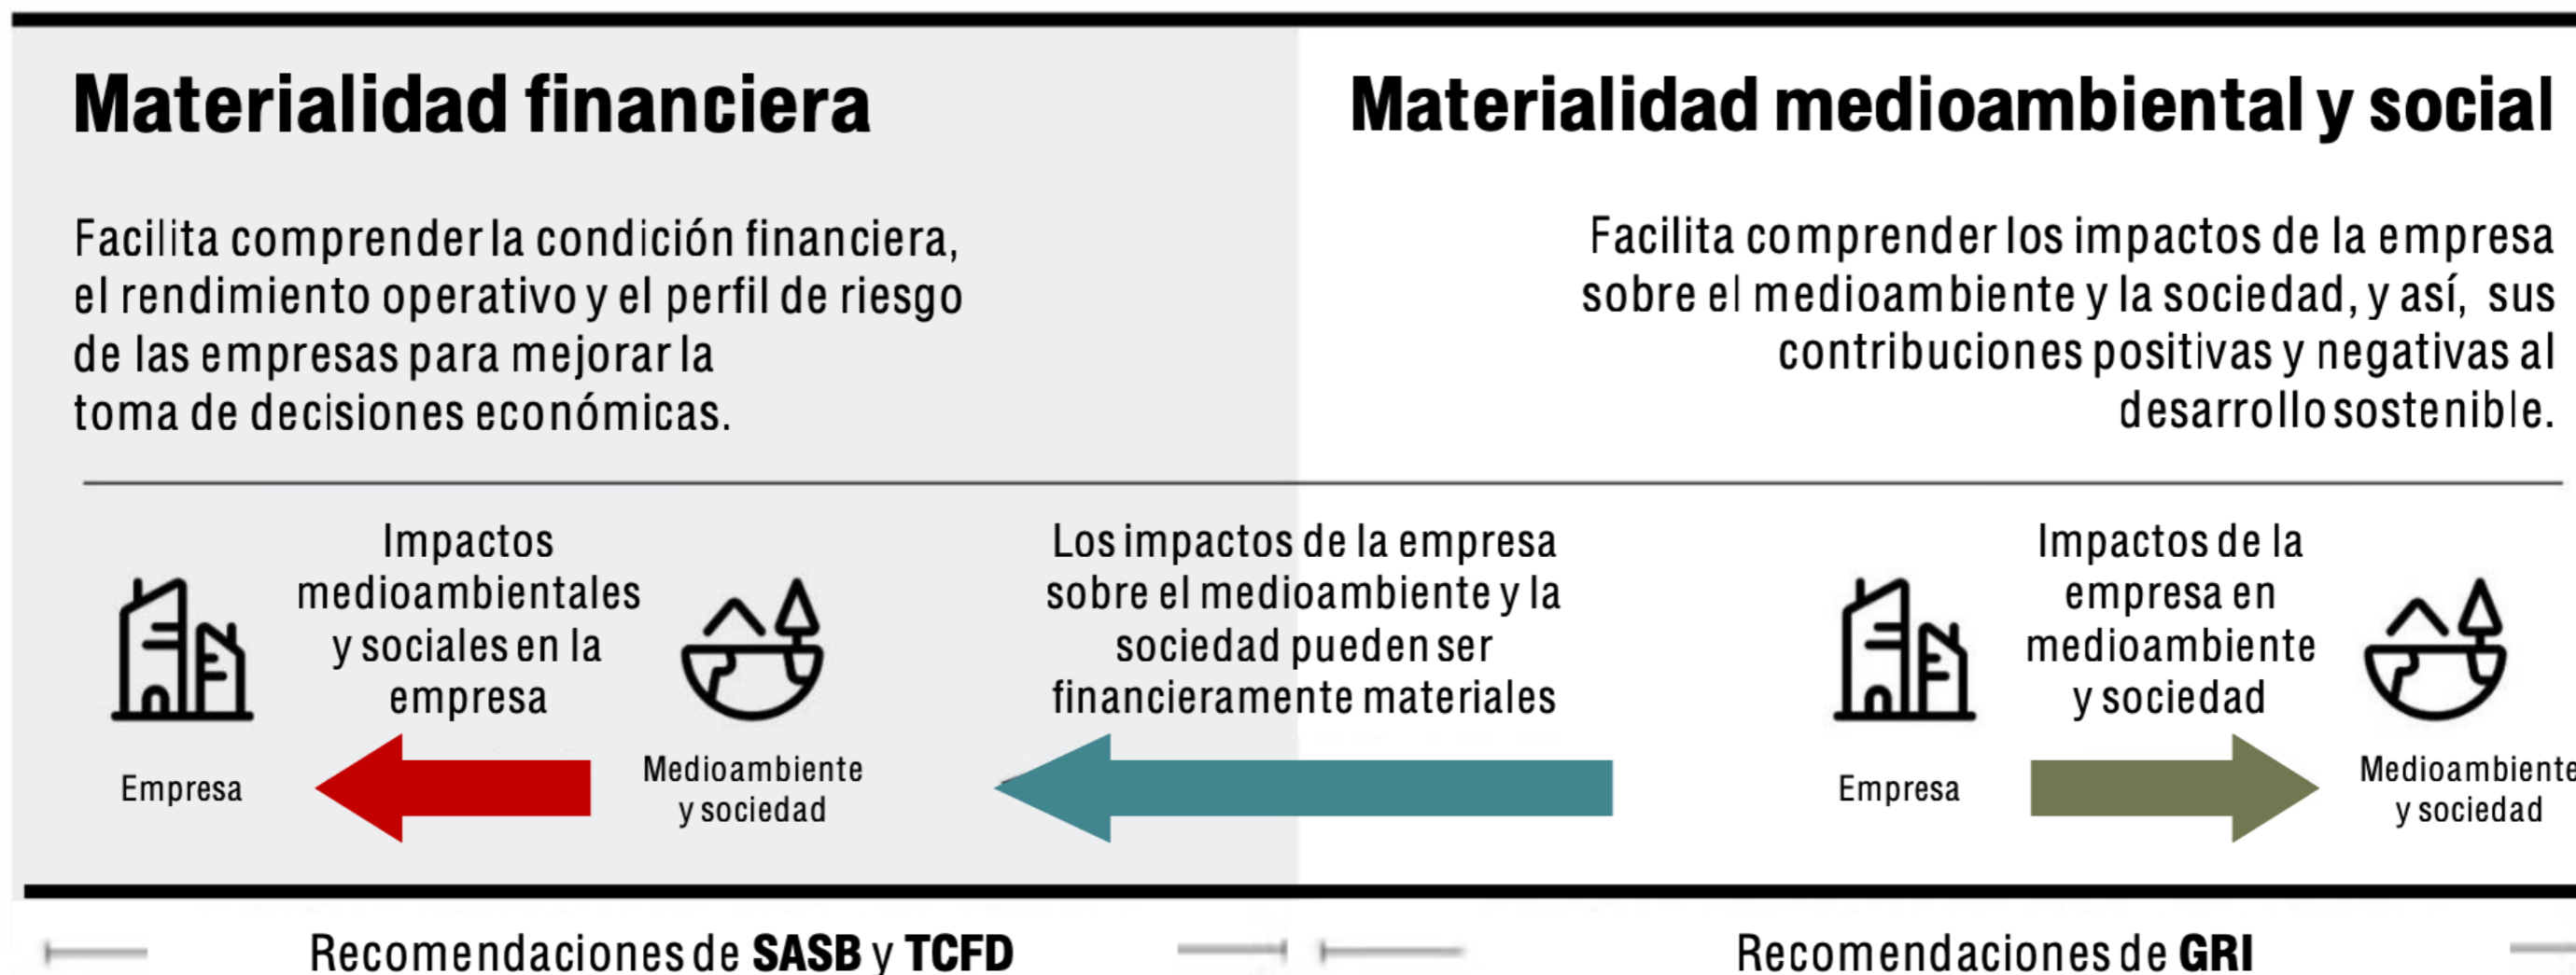 Materialidad financiera
Facilita comprender la condición financiera,
el rendimiento operativo y el perfil de riesgo
de las empresas para mejorar la
toma de decisiones económicas.
Materialidad medioambiental y social
Facilita comprender los impactos de la empresa
sobre el medioambiente y la sociedad, y así, sus
contribuciones positivas y negativas al
desarrollo sostenible.
Impactos
medioambientales
y sociales en la
empresa
Empresa
Medioambiente
y sociedad
Los impactos de la empresa
sobre el medioambiente y la
sociedad pueden ser
financieramente materiales
Impactos de la
empresa en
medioambiente
y sociedad
Empresa
Medioambiente
y sociedad
Recomendaciones de SASB y TCFD
Recomendaciones de GRI